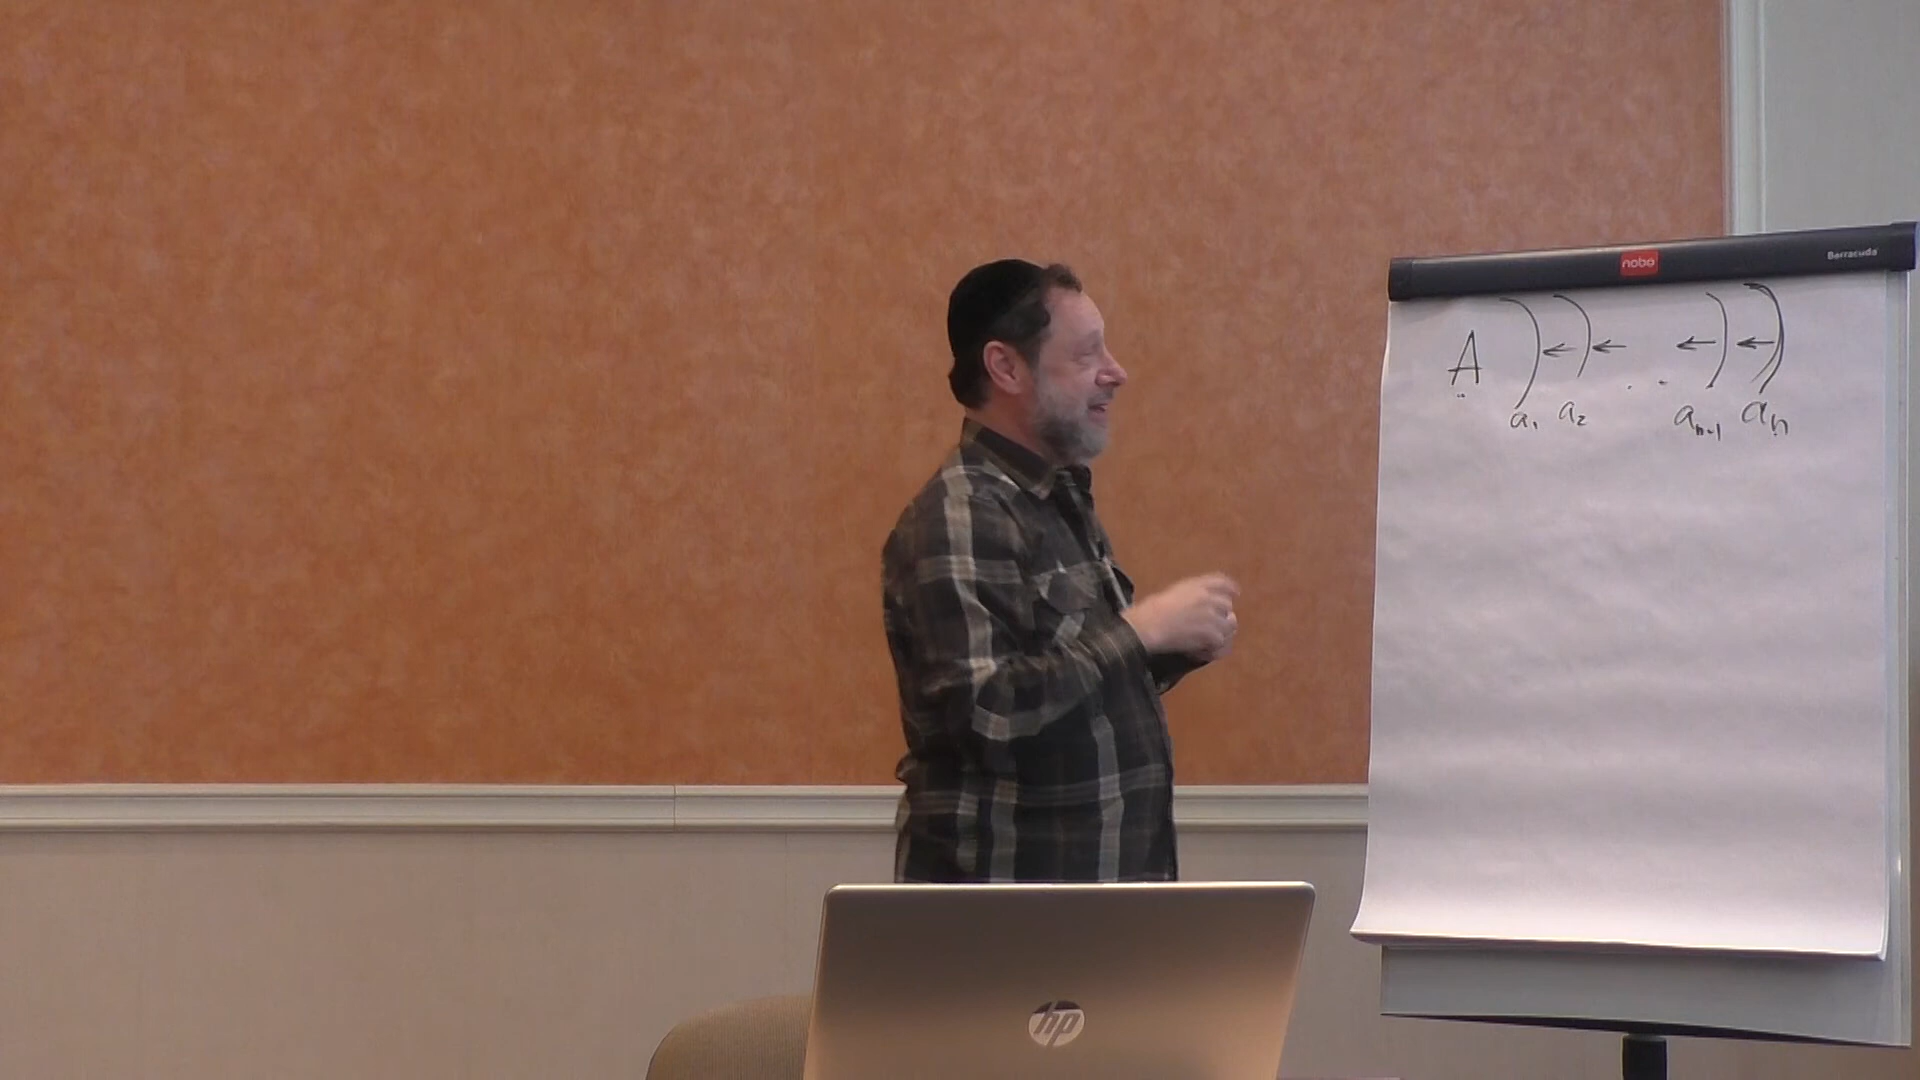 nobo Barracuda
A ) ← ) ← . . ← ) ← )
a₁ a₂ aₙ₋₁ aₙ
hp